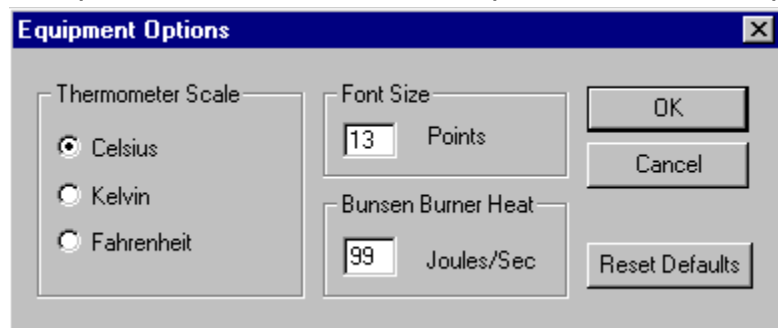 Equipment Options
Thermometer Scale
Celsius
Kelvin
Fahrenheit
Font Size
13 Points
Bunsen Burner Heat
99 Joules/Sec
OK
Cancel
Reset Defaults